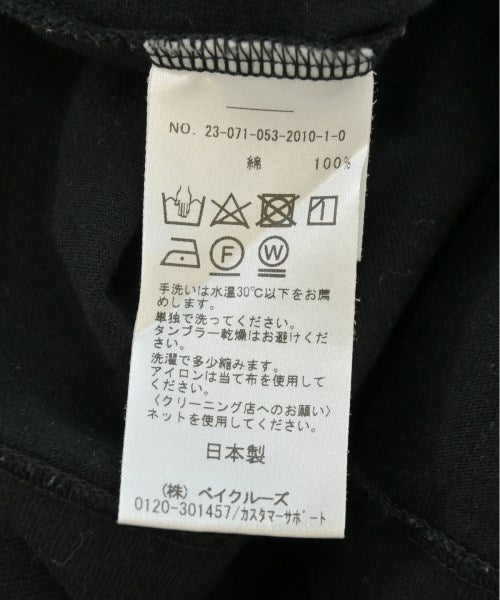 NO. 23-071-053-2010-1-0
綿 100%
F W
手洗いは水温30℃以下をお薦
めします。
単独で洗ってください。
タンブラー乾燥はお避けくださ
い。
洗濯で多少縮みます。
アイロンは当て布を使用して
ください。
〈クリーニング店へのお願い〉
ネットを使用してください。
日本製
(株) ベイクルーズ
0120-301457/カスタマーサポート